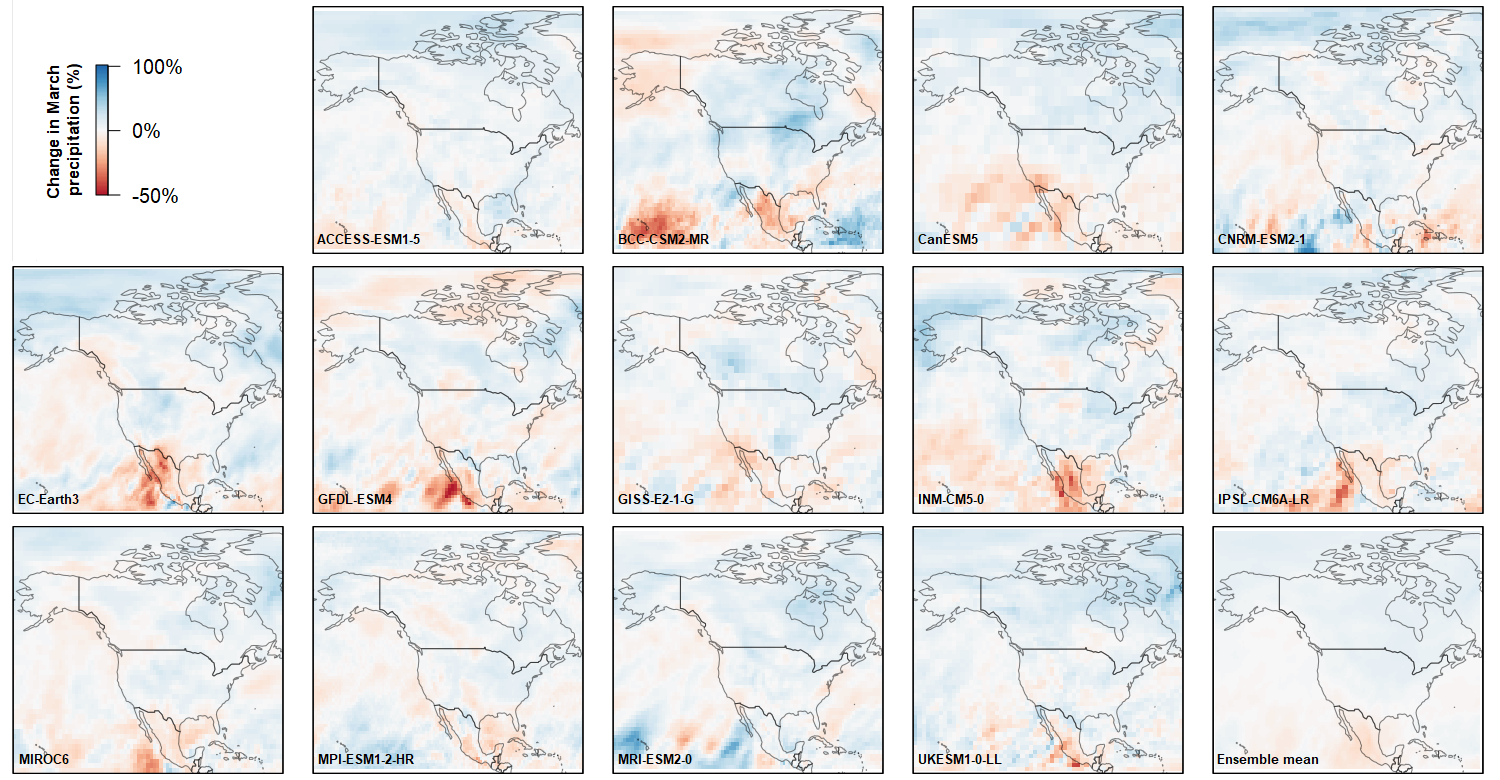 Change in March
precipitation (%)
100%
0%
-50%
ACCESS-ESM1-5
BCC-CSM2-MR
CanESM5
CNRM-ESM2-1
EC-Earth3
GFDL-ESM4
GISS-E2-1-G
INM-CM5-0
IPSL-CM6A-LR
MIROC6
MPI-ESM1-2-HR
MRI-ESM2-0
UKESM1-0-LL
Ensemble mean